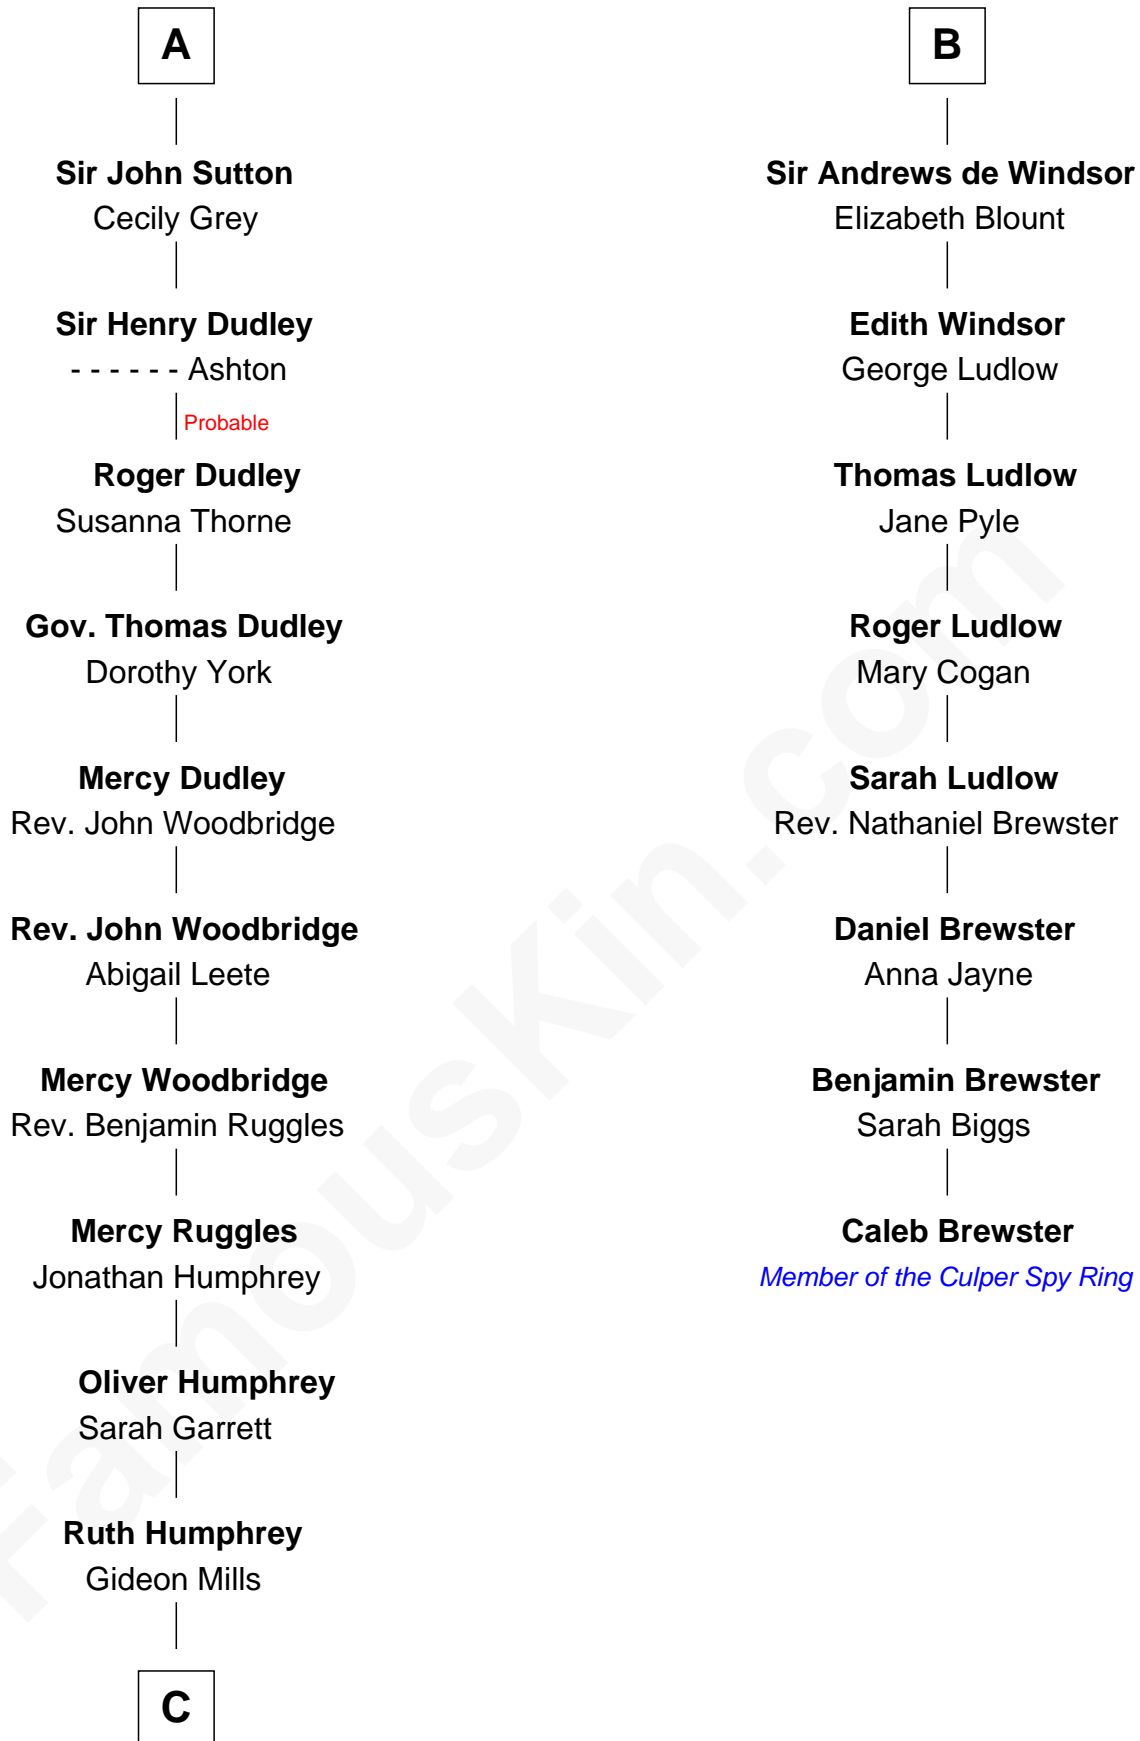 A
Sir John Sutton
Cecily Grey
Sir Henry Dudley
- - - - - - Ashton
Probable
Roger Dudley
Susanna Thorne
Gov. Thomas Dudley
Dorothy York
Mercy Dudley
Rev. John Woodbridge
Rev. John Woodbridge
Abigail Leete
Mercy Woodbridge
Rev. Benjamin Ruggles
Mercy Ruggles
Jonathan Humphrey
Oliver Humphrey
Sarah Garrett
Ruth Humphrey
Gideon Mills
C
B
Sir Andrews de Windsor
Elizabeth Blount
Edith Windsor
George Ludlow
Thomas Ludlow
Jane Pyle
Roger Ludlow
Mary Cogan
Sarah Ludlow
Rev. Nathaniel Brewster
Daniel Brewster
Anna Jayne
Benjamin Brewster
Sarah Biggs
Caleb Brewster
Member of the Culper Spy Ring
FamousKin.com